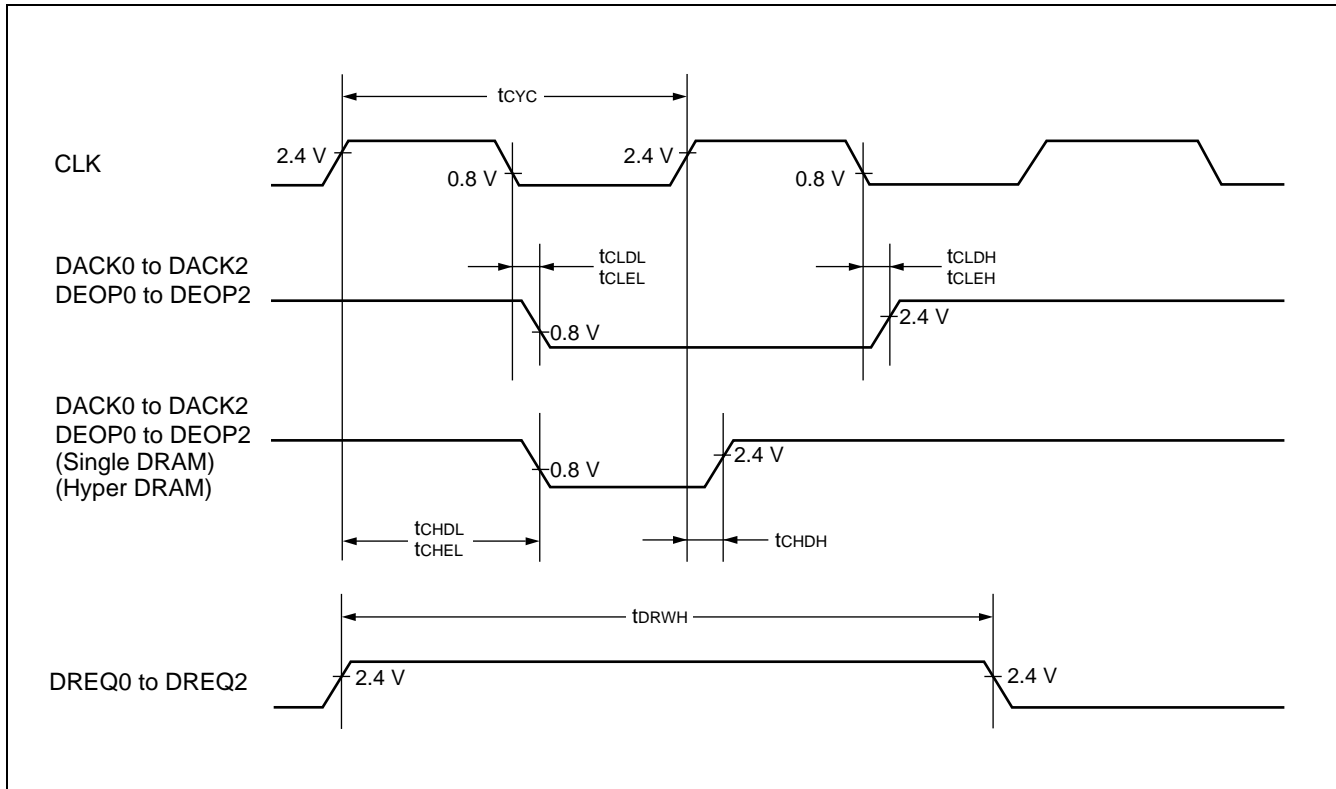 tCYC
CLK
2.4 V
0.8 V
2.4 V
0.8 V
DACK0 to DACK2
DEOP0 to DEOP2
tCLDL
tCLEL
tCLDH
tCLEH
0.8 V
2.4 V
DACK0 to DACK2
DEOP0 to DEOP2
(Single DRAM)
(Hyper DRAM)
0.8 V
2.4 V
tCHDL
tCHEL
tCHDH
tDRWH
DREQ0 to DREQ2
2.4 V
2.4 V